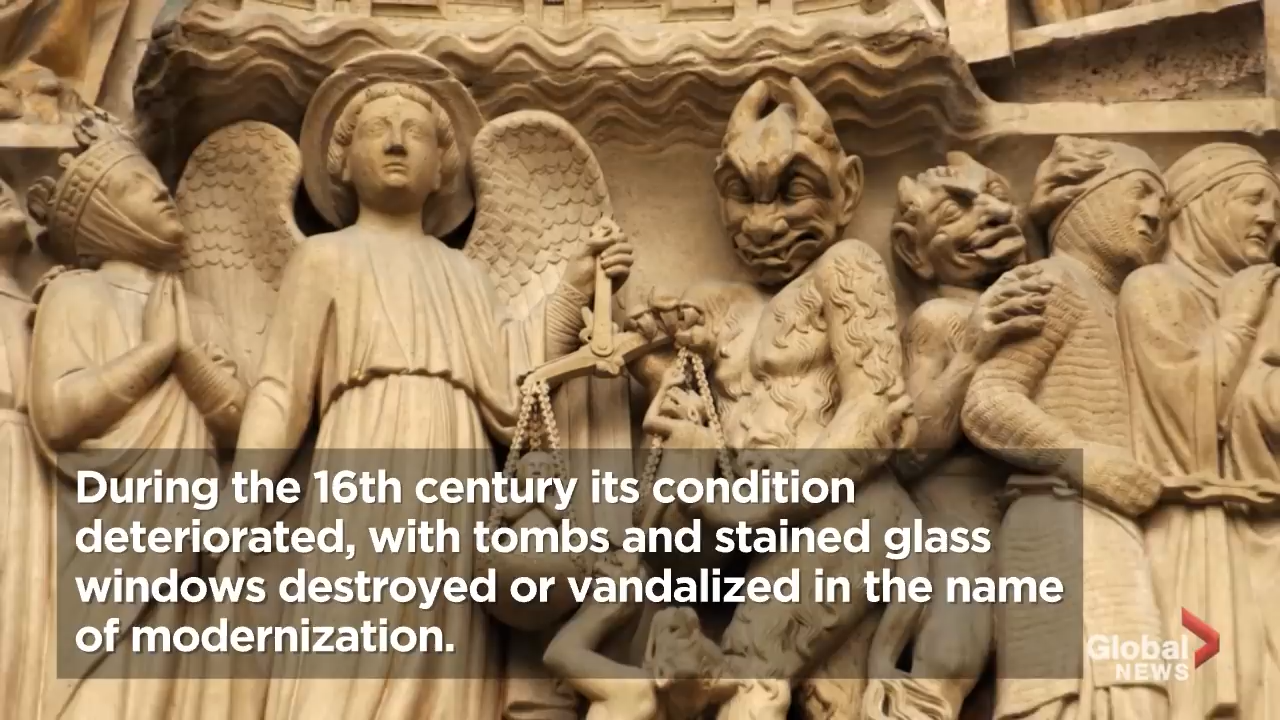 During the 16th century its condition
deteriorated, with tombs and stained glass
windows destroyed or vandalized in the name
of modernization.
Global
NEWS